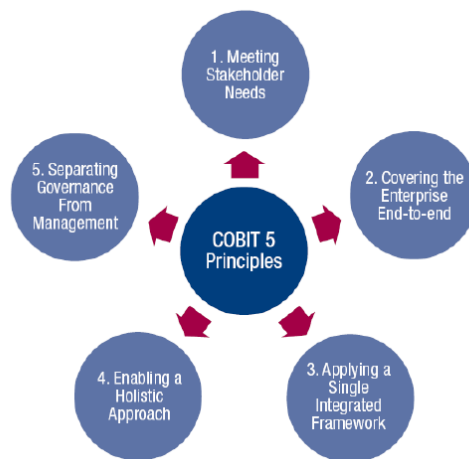 1. Meeting
Stakeholder
Needs
5. Separating
Governance
From
Management
2. Covering the
Enterprise
End-to-end
COBIT 5
Principles
4. Enabling a
Holistic
Approach
3. Applying a
Single
Integrated
Framework